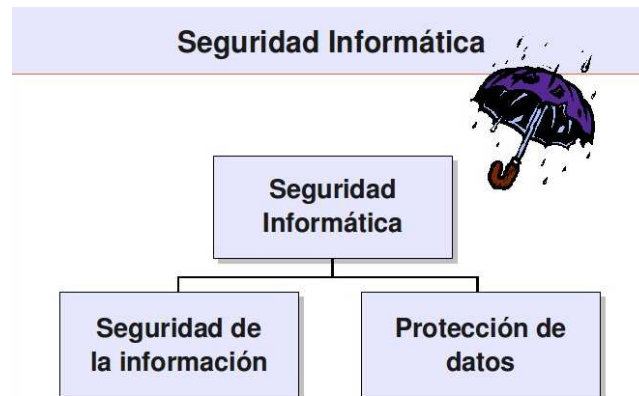 Seguridad Informática
Seguridad
Informática
Seguridad de
la información
Protección de
datos